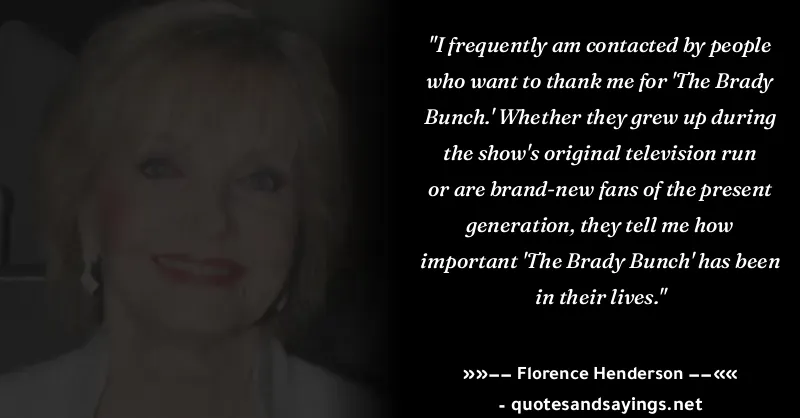 "I frequently am contacted by people
who want to thank me for 'The Brady
Bunch.' Whether they grew up during
the show's original television run
or are brand-new fans of the present
generation, they tell me how
important 'The Brady Bunch' has been
in their lives."
»»–– Florence Henderson ––««
- quotesandsayings.net